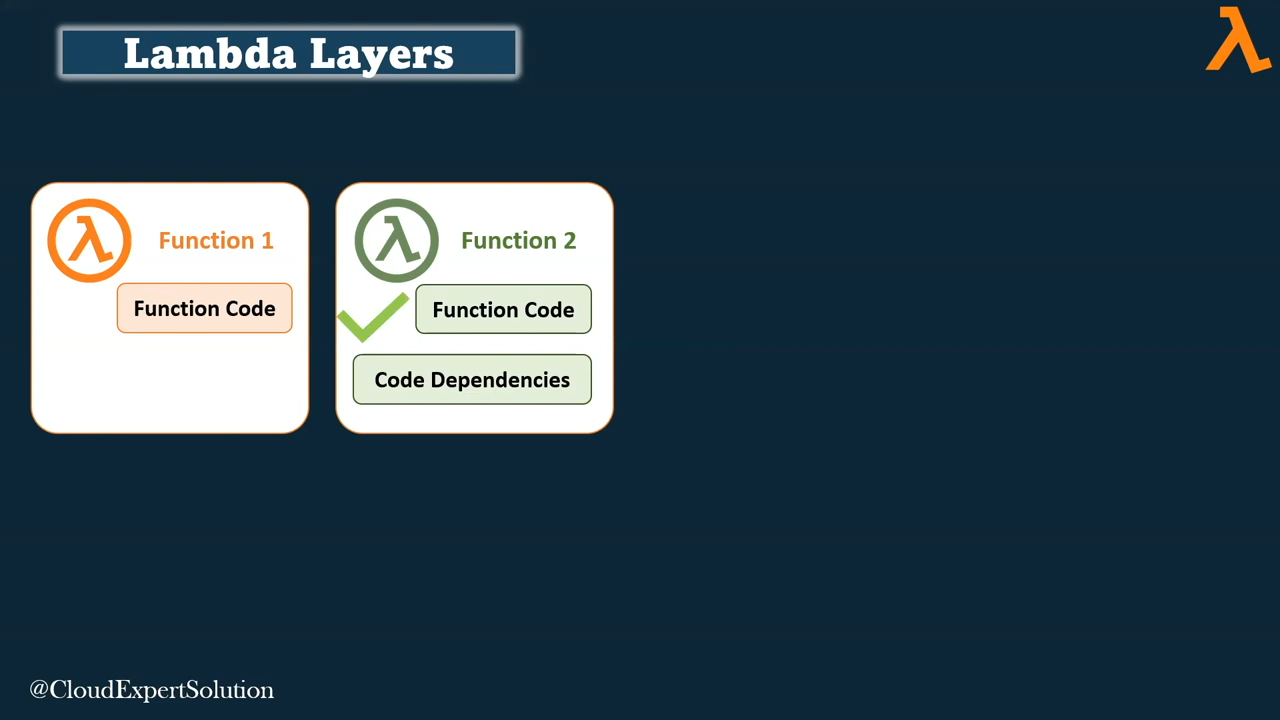 Lambda Layers
Function 1
Function Code
Function 2
Function Code
Code Dependencies
@CloudExpertSolution